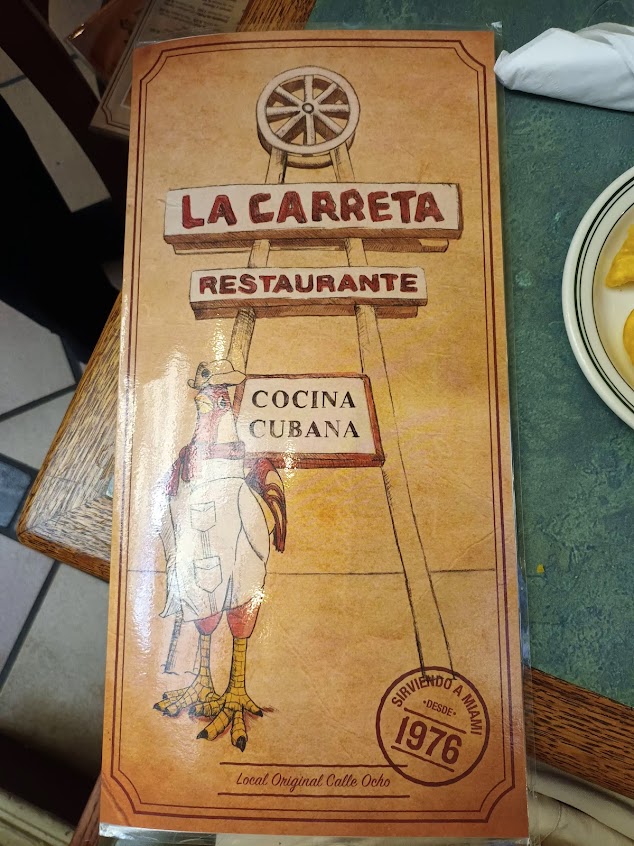 LA CARRETA
RESTAURANTE
COCINA
CUBANA
SIRVIENDO A MIAMI
•DESDE•
1976
Local Original Calle Ocho